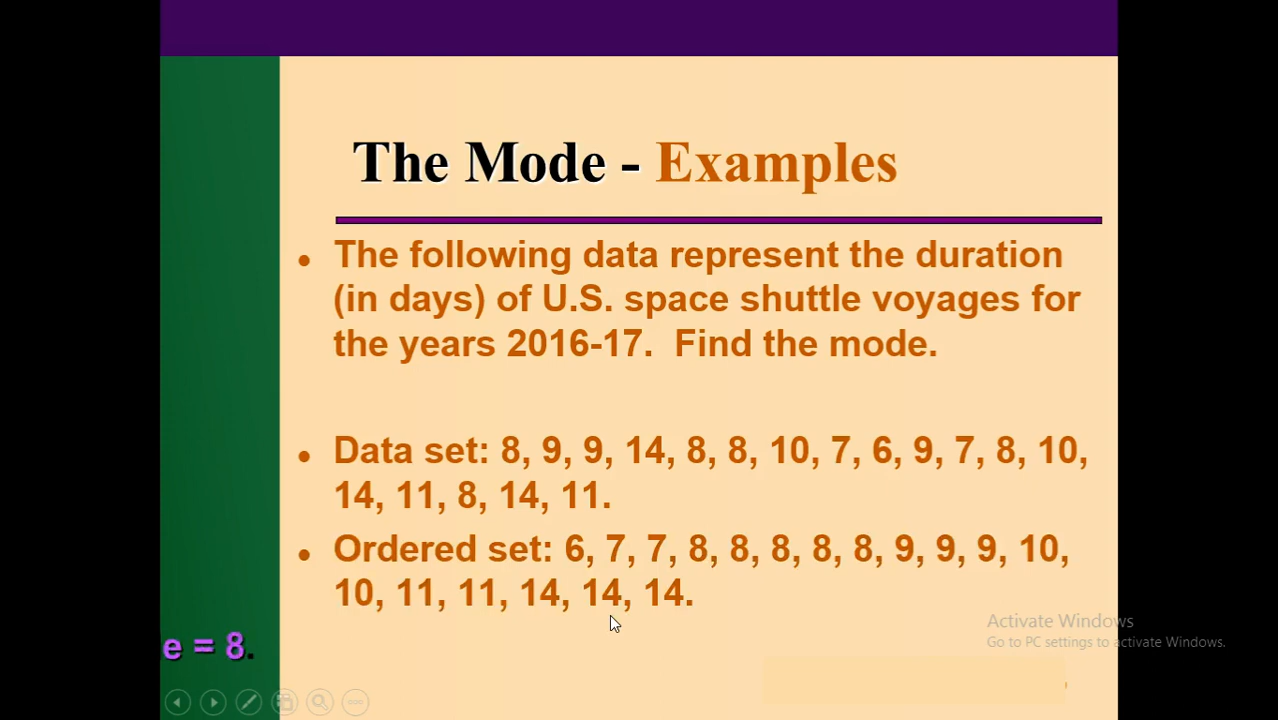 The Mode - Examples
The following data represent the duration
(in days) of U.S. space shuttle voyages for
the years 2016-17.  Find the mode.
Data set: 8, 9, 9, 14, 8, 8, 10, 7, 6, 9, 7, 8, 10,
14, 11, 8, 14, 11.
Ordered set: 6, 7, 7, 8, 8, 8, 8, 8, 9, 9, 9, 10,
10, 11, 11, 14, 14, 14.
e = 8.
Activate Windows
Go to PC settings to activate Windows.